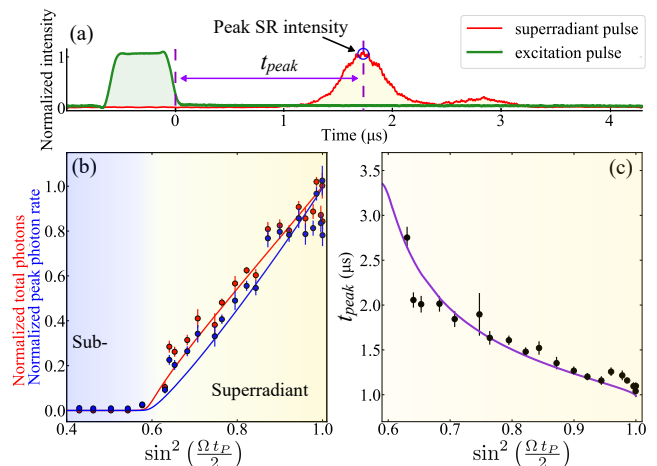 (a)
Peak SR intensity
superradiant pulse
excitation pulse
Normalized intensity
1
0
t_peak
0 1 2 3 4
Time (μs)
(b)
Normalized total photons
Normalized peak photon rate
1.0
0.8
0.6
0.4
0.2
0.0
Sub-
Superradiant
0.4 0.6 0.8 1.0
sin² (Ω t_P / 2)
(c)
t_peak (μs)
3.5
3.0
2.5
2.0
1.5
1.0
0.6 0.7 0.8 0.9 1.0
sin² (Ω t_P / 2)